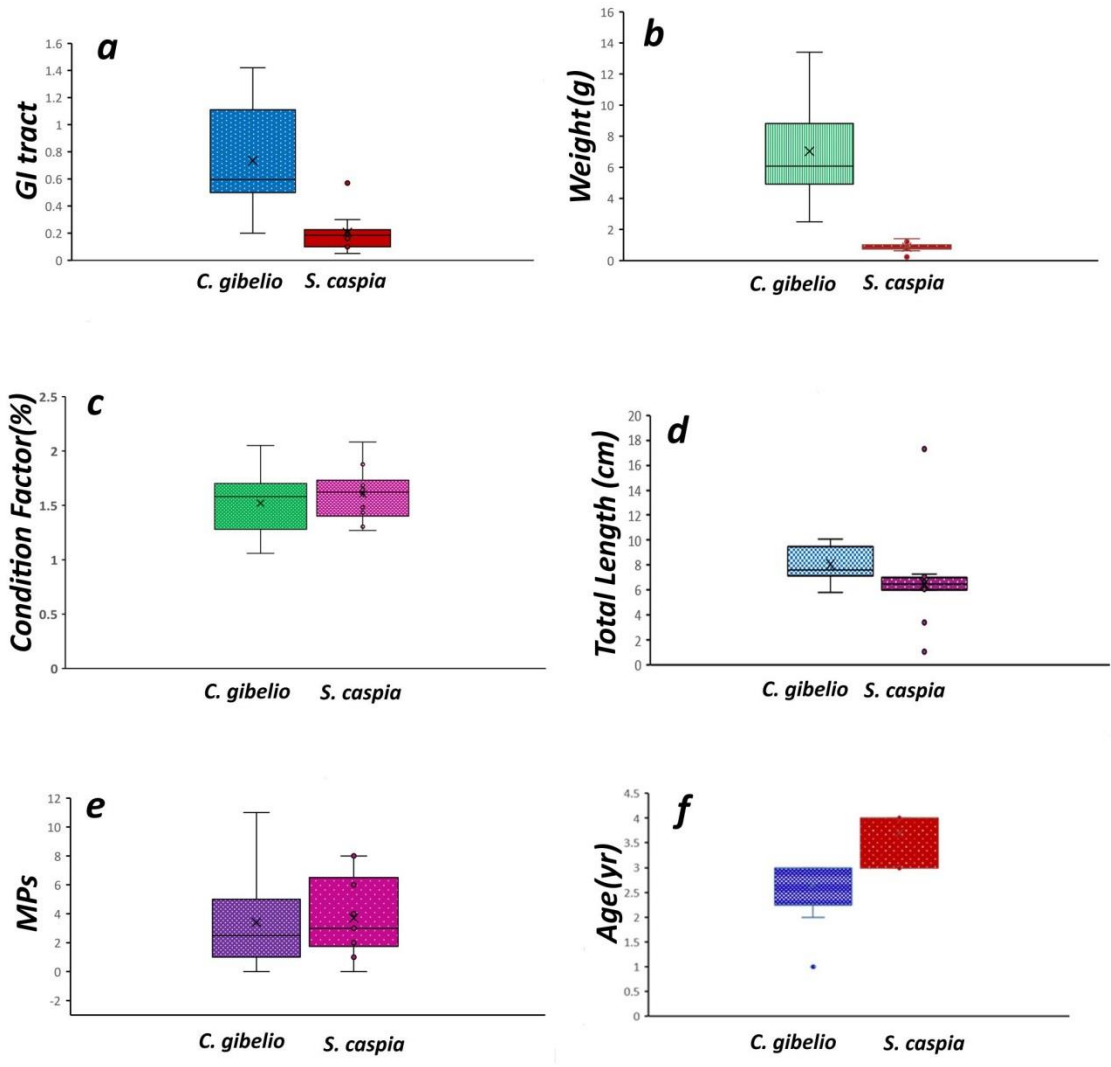 a
GI tract
1.6
1.4
1.2
1
0.8
0.6
0.4
0.2
0
C. gibelio S. caspia
b
Weight(g)
16
14
12
10
8
6
4
2
0
C. gibelio S. caspia
c
Condition Factor(%)
2.5
2
1.5
1
0.5
0
C. gibelio S. caspia
d
Total Length (cm)
20
18
16
14
12
10
8
6
4
2
0
C. gibelio S. caspia
e
MPs
12
10
8
6
4
2
0
-2
C. gibelio S. caspia
f
Age(yr)
4.5
4
3.5
3
2.5
2
1.5
1
0.5
0
C. gibelio S. caspia